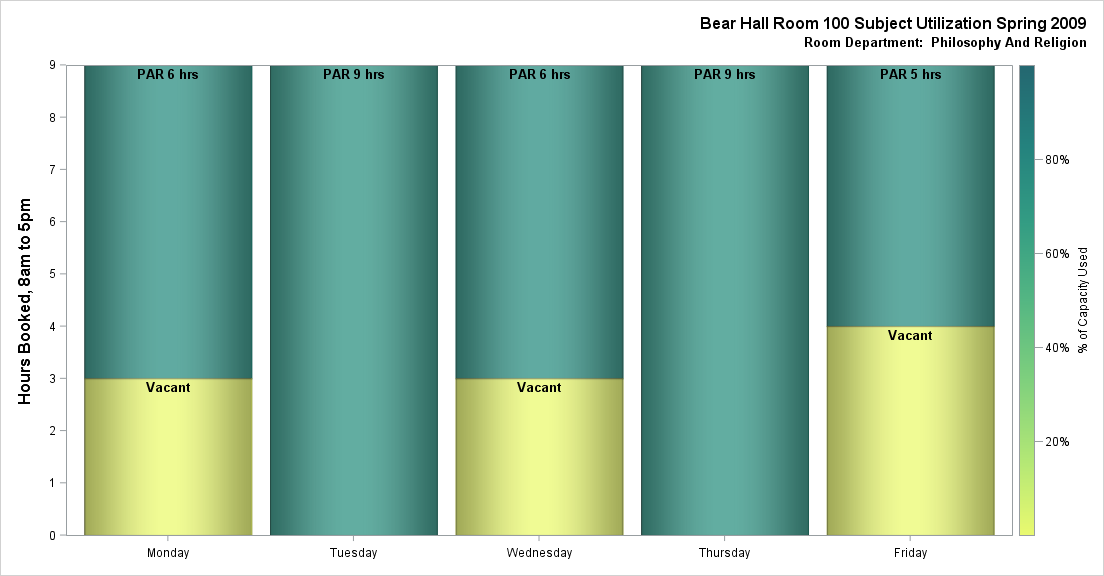 Bear Hall Room 100 Subject Utilization Spring 2009
Room Department:  Philosophy And Religion
Hours Booked, 8am to 5pm
9
8
7
6
5
4
3
2
1
0
PAR 6 hrs
Vacant
PAR 9 hrs
PAR 6 hrs
Vacant
PAR 9 hrs
PAR 5 hrs
Vacant
Monday
Tuesday
Wednesday
Thursday
Friday
80%
60%
40%
20%
% of Capacity Used